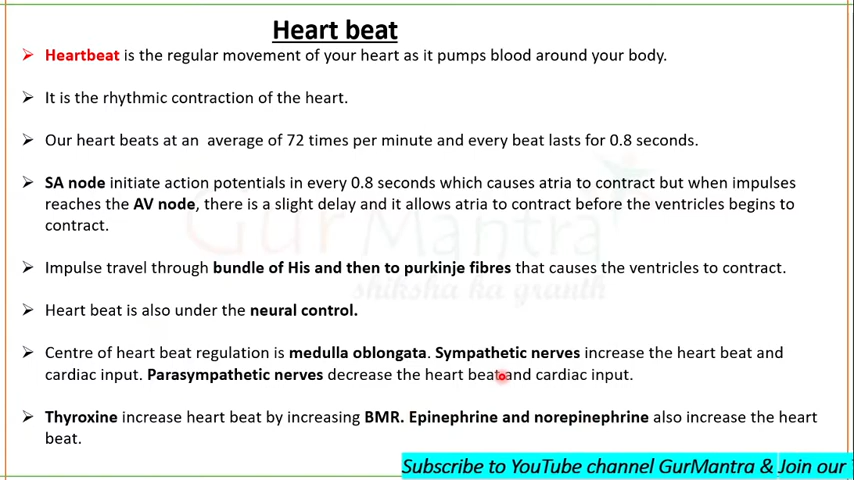 Heart beat
➢ Heartbeat is the regular movement of your heart as it pumps blood around your body.
➢ It is the rhythmic contraction of the heart.
➢ Our heart beats at an average of 72 times per minute and every beat lasts for 0.8 seconds.
➢ SA node initiate action potentials in every 0.8 seconds which causes atria to contract but when impulses
reaches the AV node, there is a slight delay and it allows atria to contract before the ventricles begins to
contract.
GurMantra
➢ Impulse travel through bundle of His and then to purkinje fibres that causes the ventricles to contract.
shiksha ka granth
➢ Heart beat is also under the neural control.
➢ Centre of heart beat regulation is medulla oblongata. Sympathetic nerves increase the heart beat and
cardiac input. Parasympathetic nerves decrease the heart beat and cardiac input.
➢ Thyroxine increase heart beat by increasing BMR. Epinephrine and norepinephrine also increase the heart
beat.
Subscribe to YouTube channel GurMantra & Join our